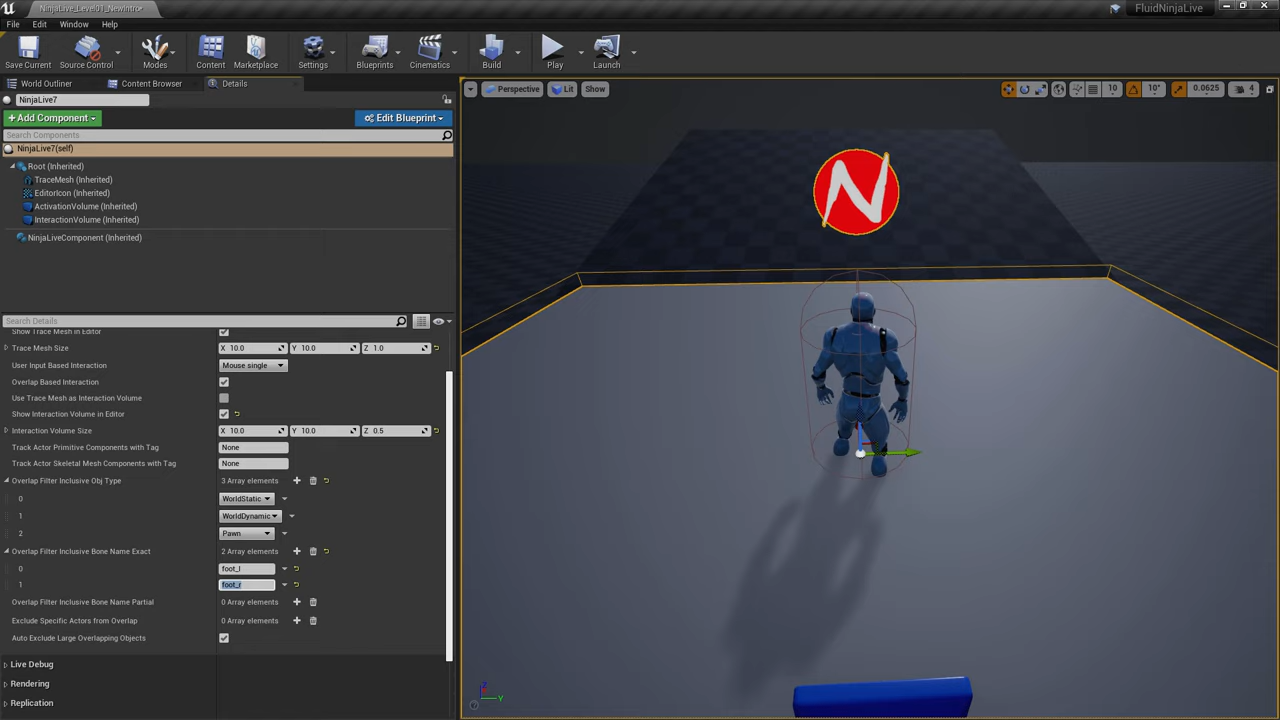 NinjaLive_Level01_NewIntro•
FluidNinjaLive
File Edit Window Help
Save Current Source Control Modes Content Marketplace Settings Blueprints Cinematics Build Play Launch
World Outliner Content Browser Details
Perspective Lit Show 10 10° 0.0625 4
NinjaLive7
+Add Component Edit Blueprint
Search Components
NinjaLive7(self)
Root (Inherited)
TraceMesh (Inherited)
EditorIcon (Inherited)
ActivationVolume (Inherited)
InteractionVolume (Inherited)
NinjaLiveComponent (Inherited)
Search Details
Show Trace Mesh in Editor
Trace Mesh Size X 10.0 Y 10.0 Z 1.0
User Input Based Interaction Mouse single
Overlap Based Interaction
Use Trace Mesh as Interaction Volume
Show Interaction Volume in Editor
Interaction Volume Size X 10.0 Y 10.0 Z 0.5
Track Actor Primitive Components with Tag None
Track Actor Skeletal Mesh Components with Tag None
Overlap Filter Inclusive Obj Type 3 Array elements
0 WorldStatic
1 WorldDynamic
2 Pawn
Overlap Filter Inclusive Bone Name Exact 2 Array elements
0 foot_l
1 foot_r
Overlap Filter Inclusive Bone Name Partial 0 Array elements
Exclude Specific Actors from Overlap 0 Array elements
Auto Exclude Large Overlapping Objects
Live Debug
Rendering
Replication
N
Z
Y